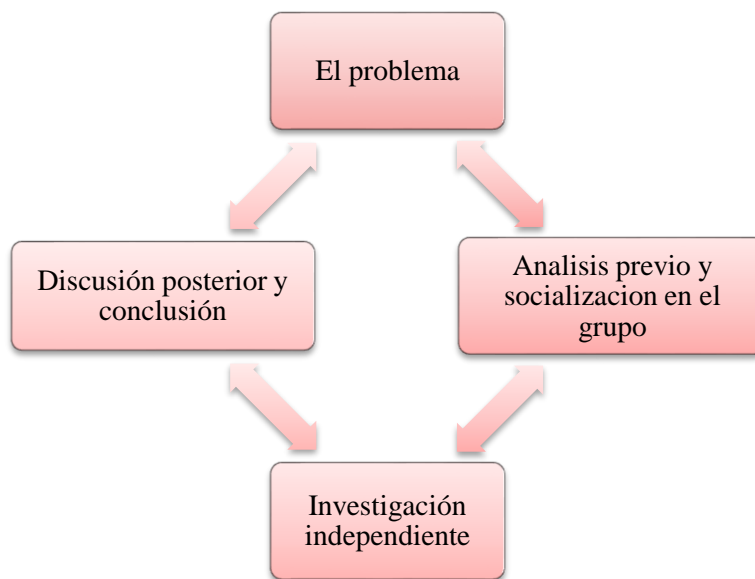 El problema
Discusión posterior y
conclusión
Analisis previo y
socializacion en el
grupo
Investigación
independiente